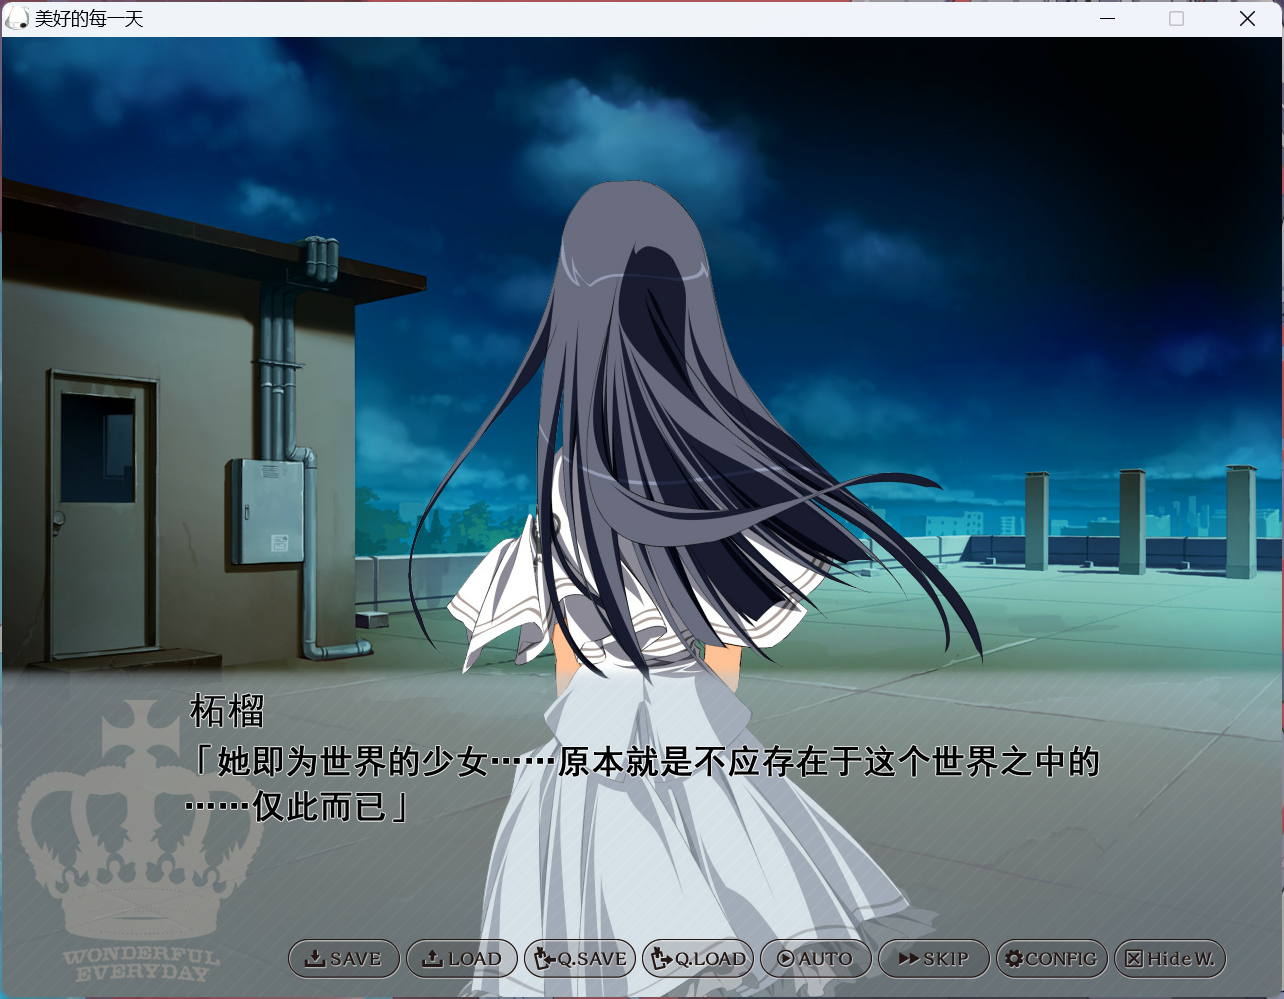 美好的每一天
柘榴
「她即为世界的少女……原本就是不应存在于这个世界之中的
……仅此而已」
WONDERFUL
EVERYDAY
SAVE
LOAD
Q.SAVE
Q.LOAD
AUTO
SKIP
CONFIG
Hide W.